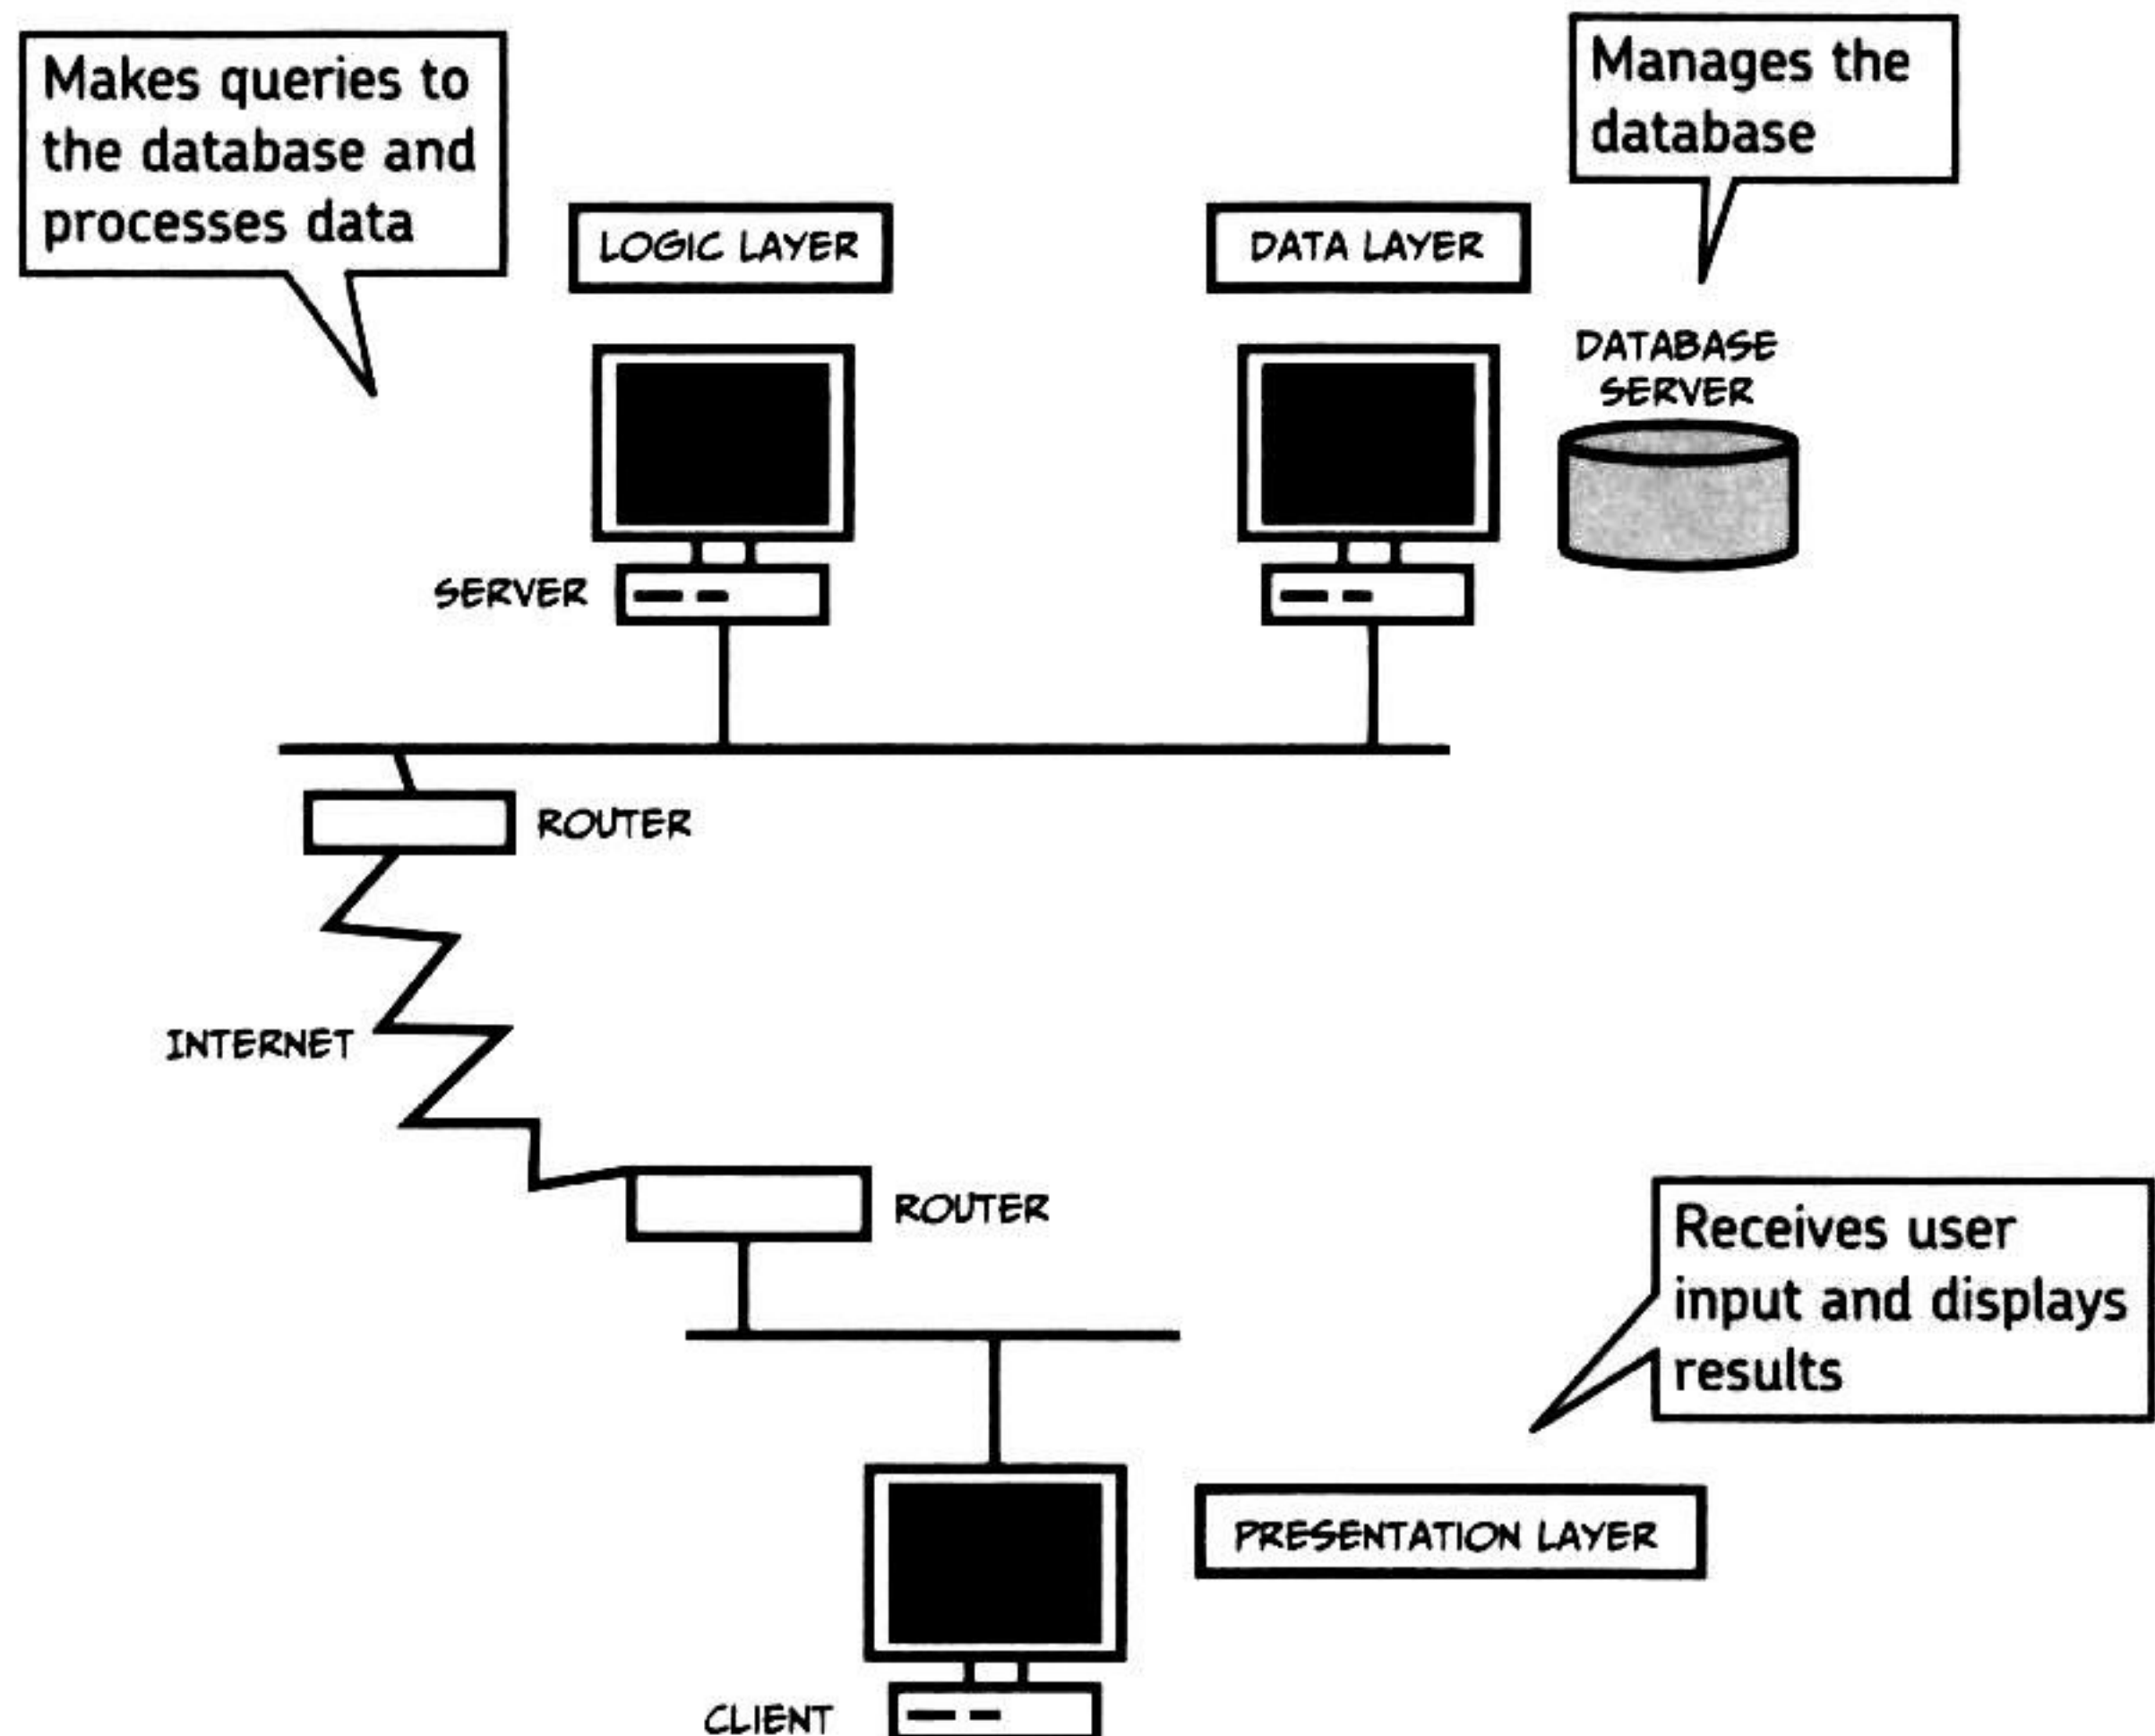 Makes queries to
the database and
processes data
Manages the
database
LOGIC LAYER
DATA LAYER
DATABASE
SERVER
SERVER
ROUTER
INTERNET
ROUTER
Receives user
input and displays
results
PRESENTATION LAYER
CLIENT